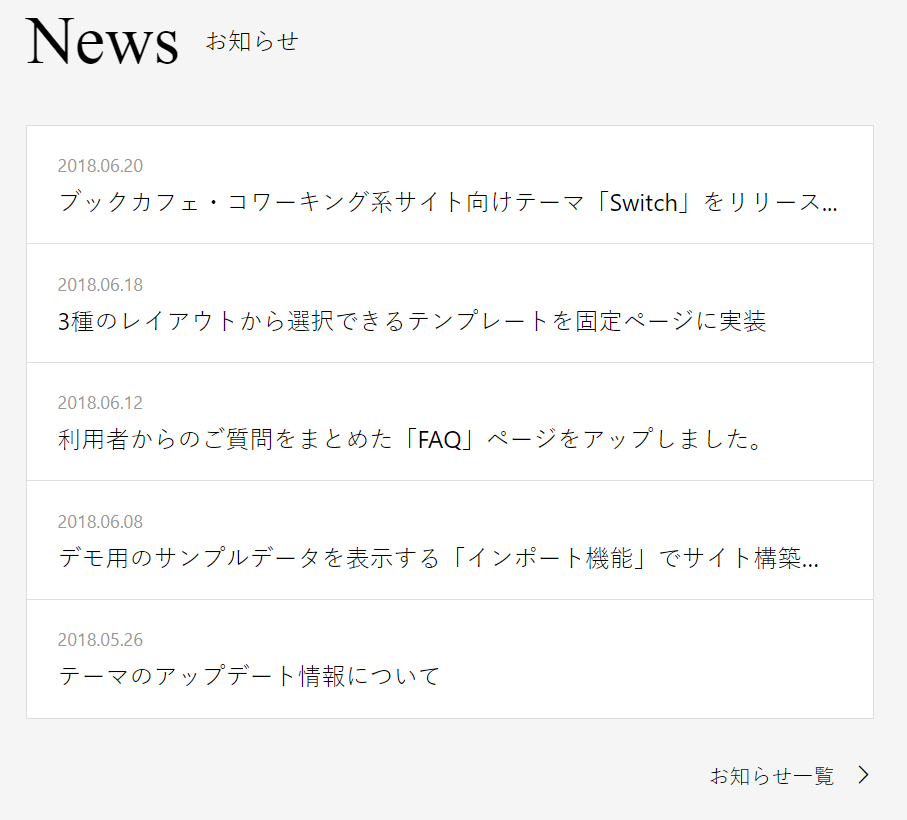 News お知らせ
2018.06.20
ブックカフェ・コワーキング系サイト向けテーマ「Switch」をリリース...
2018.06.18
3種のレイアウトから選択できるテンプレートを固定ページに実装
2018.06.12
利用者からのご質問をまとめた「FAQ」ページをアップしました。
2018.06.08
デモ用のサンプルデータを表示する「インポート機能」でサイト構築...
2018.05.26
テーマのアップデート情報について
お知らせ一覧